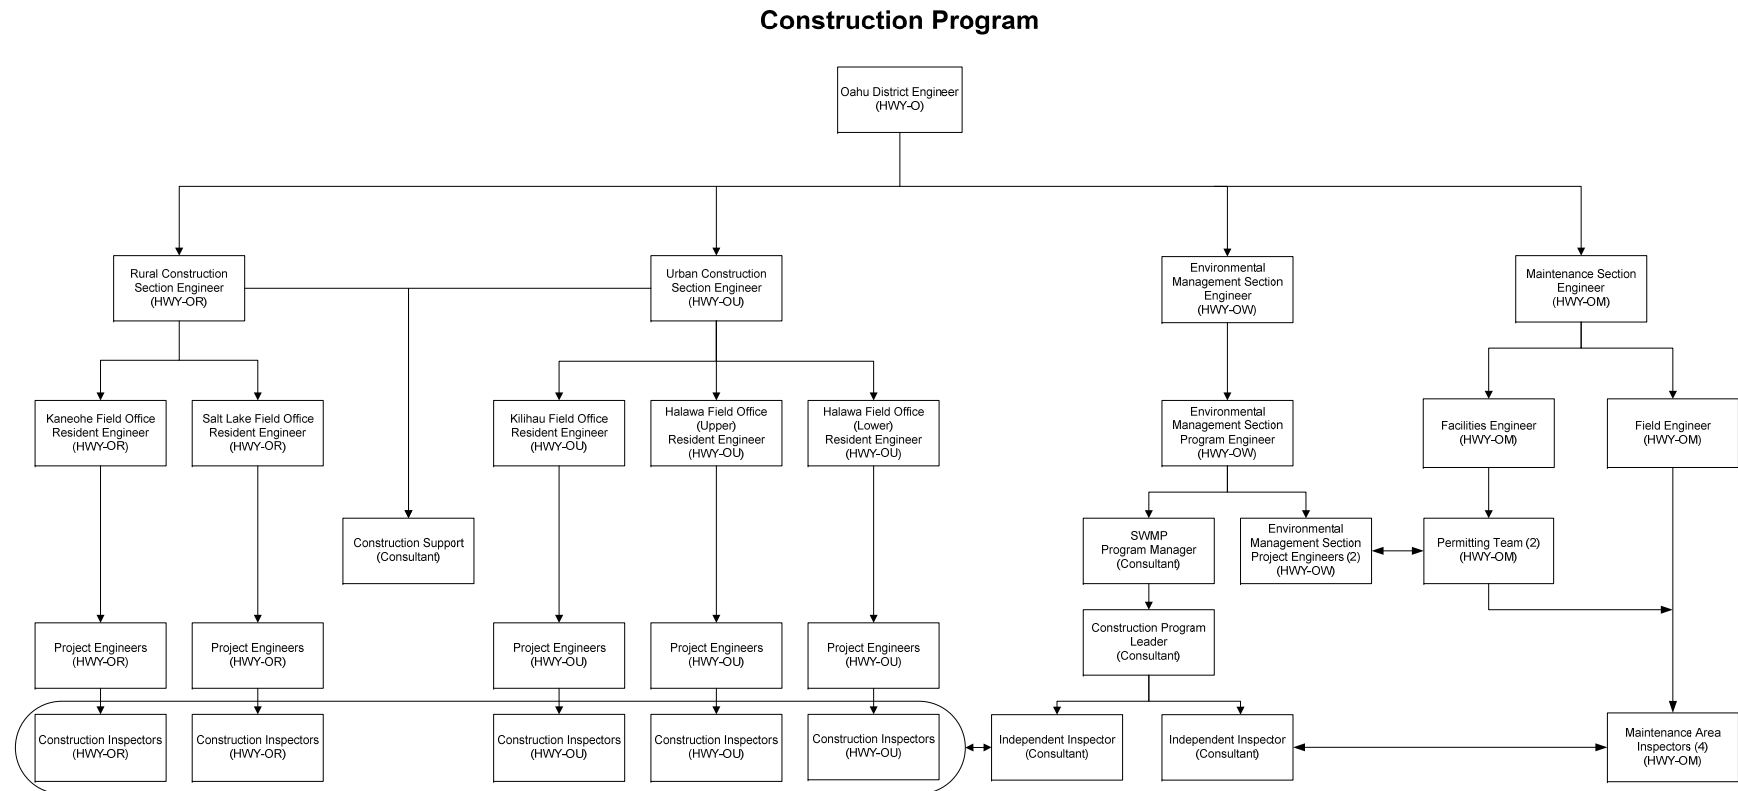 Construction Program
Oahu District Engineer
(HWY-O)
Rural Construction
Section Engineer
(HWY-OR)
Urban Construction
Section Engineer
(HWY-OU)
Environmental
Management Section
Engineer
(HWY-OW)
Maintenance Section
Engineer
(HWY-OM)
Kaneohe Field Office
Resident Engineer
(HWY-OR)
Salt Lake Field Office
Resident Engineer
(HWY-OR)
Kilihau Field Office
Resident Engineer
(HWY-OU)
Halawa Field Office
(Upper)
Resident Engineer
(HWY-OU)
Halawa Field Office
(Lower)
Resident Engineer
(HWY-OU)
Environmental
Management Section
Program Engineer
(HWY-OW)
Facilities Engineer
(HWY-OM)
Field Engineer
(HWY-OM)
Construction Support
(Consultant)
SWMP
Program Manager
(Consultant)
Environmental
Management Section
Project Engineers (2)
(HWY-OW)
Permitting Team (2)
(HWY-OM)
Project Engineers
(HWY-OR)
Project Engineers
(HWY-OR)
Project Engineers
(HWY-OU)
Project Engineers
(HWY-OU)
Project Engineers
(HWY-OU)
Construction Program
Leader
(Consultant)
Construction Inspectors
(HWY-OR)
Construction Inspectors
(HWY-OR)
Construction Inspectors
(HWY-OU)
Construction Inspectors
(HWY-OU)
Construction Inspectors
(HWY-OU)
Independent Inspector
(Consultant)
Independent Inspector
(Consultant)
Maintenance Area
Inspectors (4)
(HWY-OM)